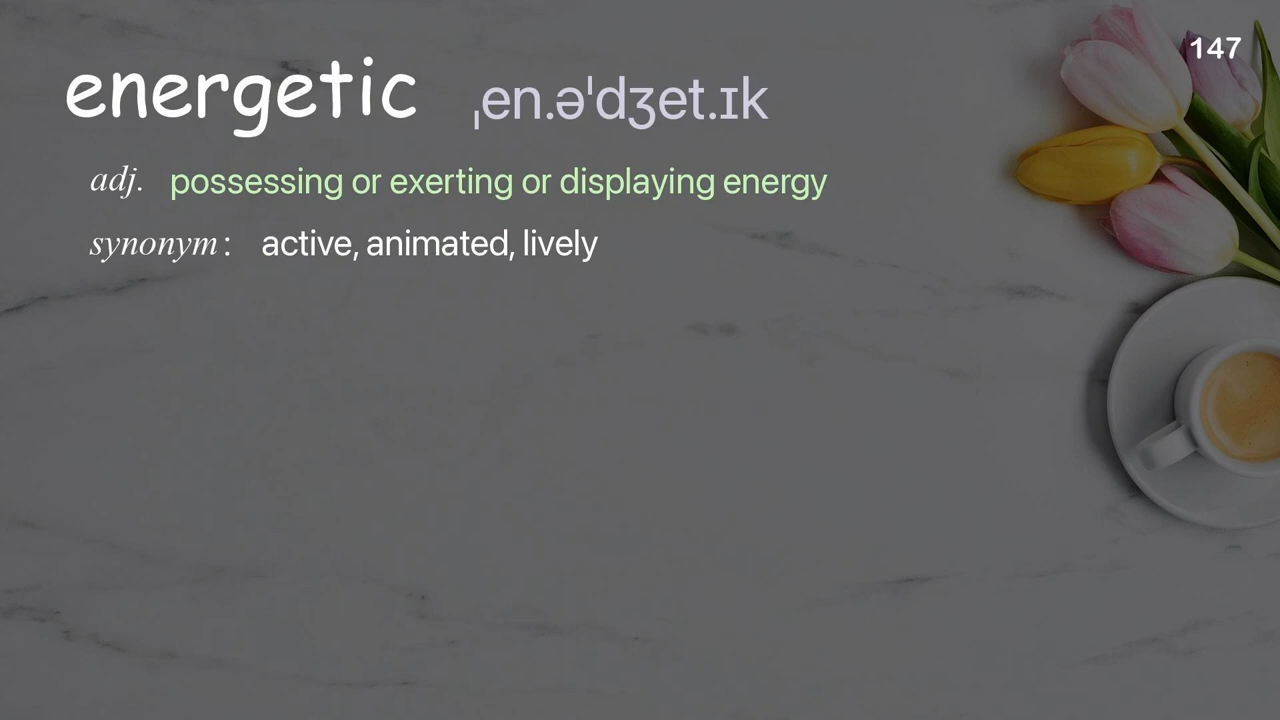 147
energetic ˌen.əˈdʒet.ɪk
adj. possessing or exerting or displaying energy
synonym : active, animated, lively